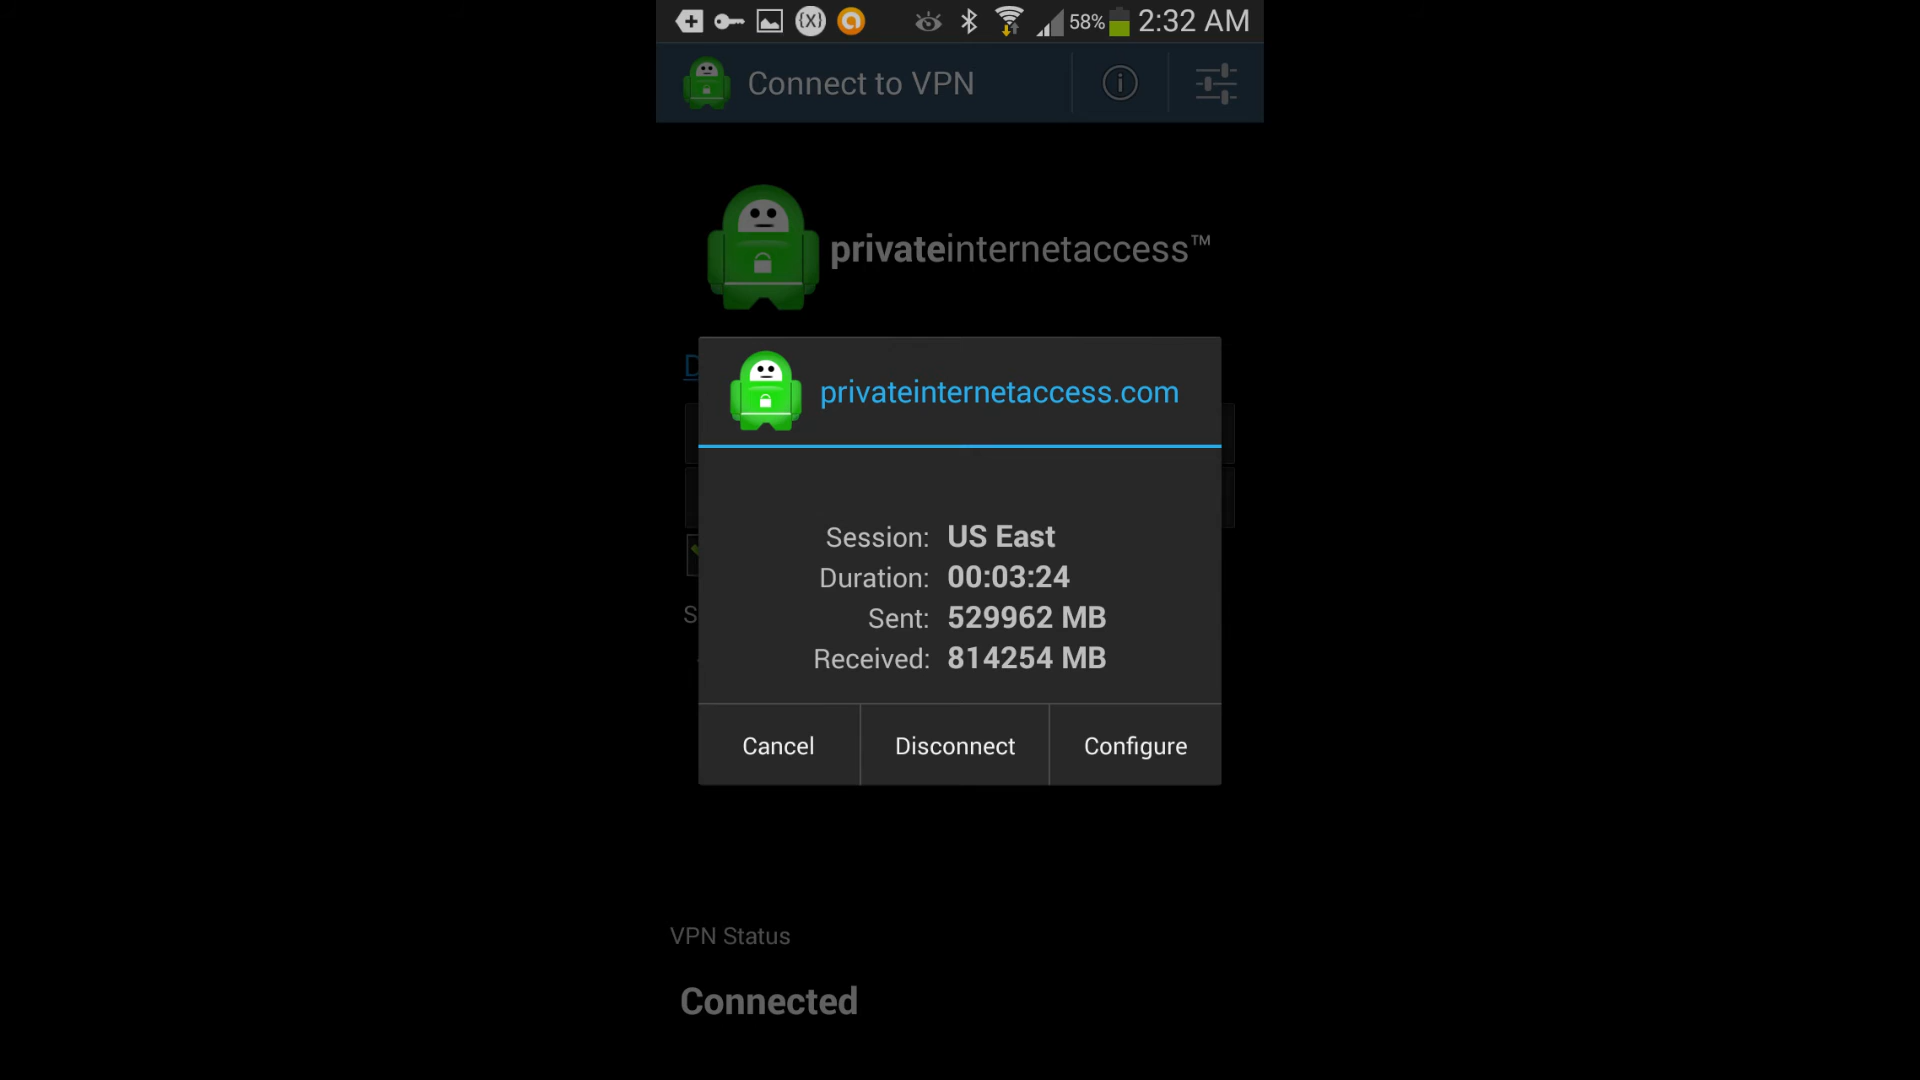 58% 2:32 AM
Connect to VPN
privateinternetaccess™
D
privateinternetaccess.com
Session: US East
Duration: 00:03:24
Sent: 529962 MB
Received: 814254 MB
S
Cancel Disconnect Configure
VPN Status
Connected